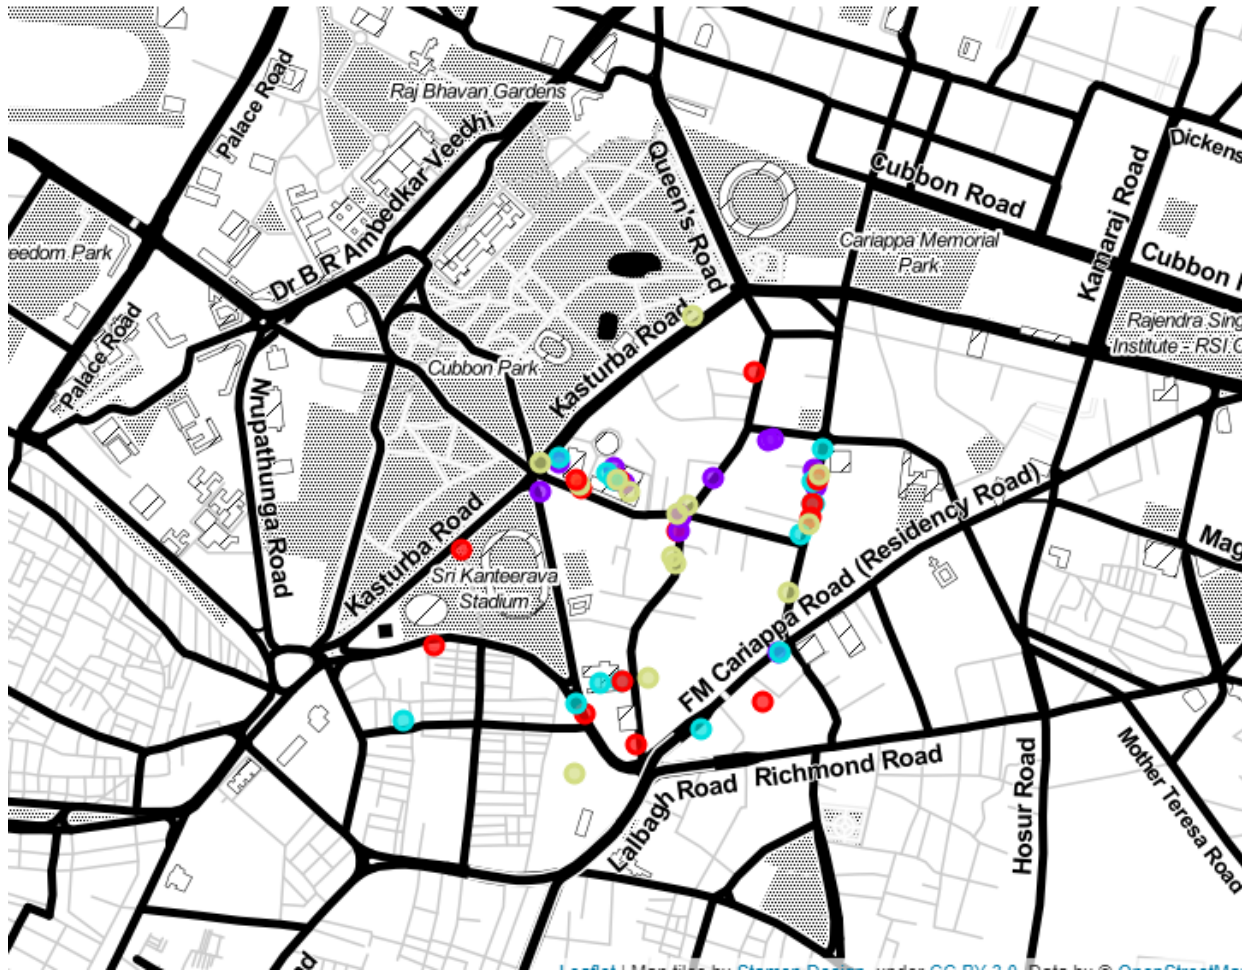 Palace Road
Raj Bhavan Gardens
Dr B R Ambedkar Veedhi
Queen's Road
Cubbon Road
Dickens
Kamaraj Road
eedom Park
Cariappa Memorial
Park
Cubbon
Palace Road
Kasturba Road
Rajendra Sing
Institute - RSI
Cubbon Park
Nrupathunga Road
Kasturba Road
Sri Kanteerava
Stadium
FM Cariappa Road (Residency Road)
Mag
Richmond Road
Lalbagh Road
Hosur Road
Mother Teresa Road
Leaflet | Map tiles by Stamen Design, under CC BY 3.0. Data by © OpenStreetMa